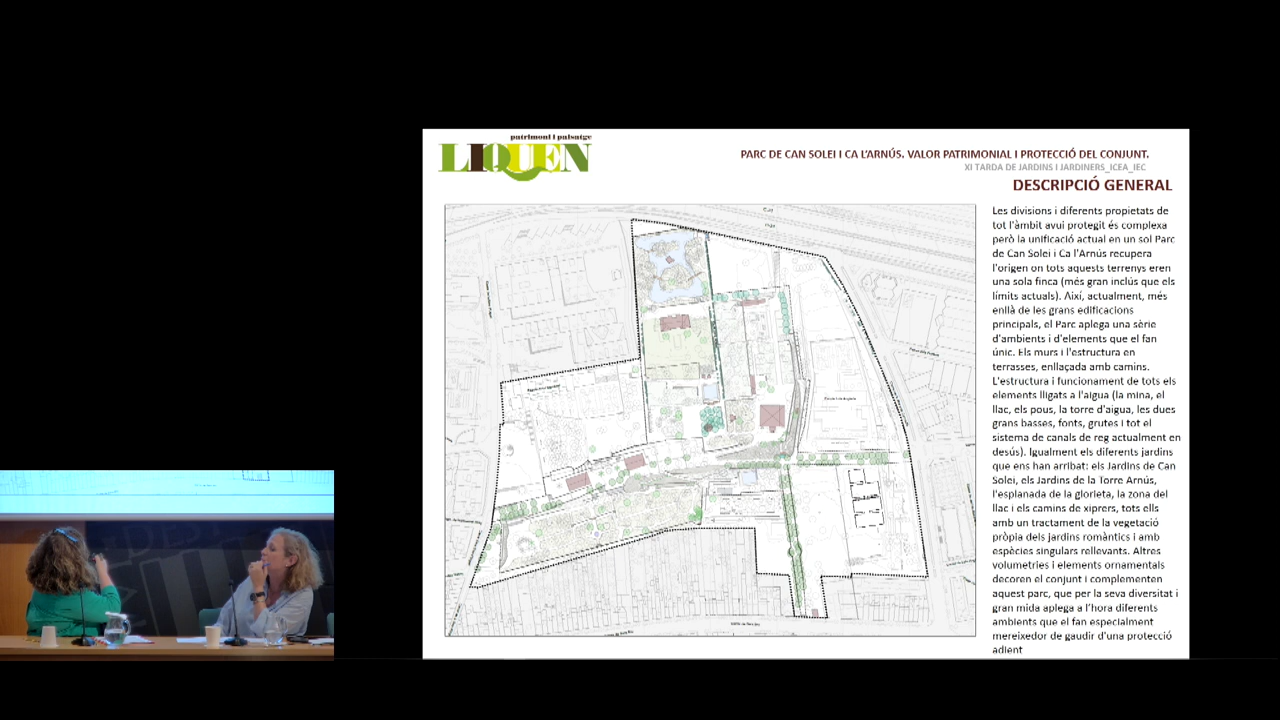 patrimoni i paisatge
LIQUEN
PARC DE CAN SOLEI I CA L'ARNÚS. VALOR PATRIMONIAL I PROTECCIÓ DEL CONJUNT.
XI TARDA DE JARDINS I JARDINERS_ICEA_IEC
DESCRIPCIÓ GENERAL
Les divisions i diferents propietats de
tot l'àmbit avui protegit és complexa
però la unificació actual en un sol Parc
de Can Solei i Ca l'Arnús recupera
l'origen on tots aquests terrenys eren
una sola finca (més gran inclús que els
límits actuals). Així, actualment, més
enllà de les grans edificacions
principals, el Parc aplega una sèrie
d'ambients i d'elements que el fan
únic. Els murs i l'estructura en
terrasses, enllaçada amb camins.
L'estructura i funcionament de tots els
elements lligats a l'aigua (la mina, el
llac, els pous, la torre d'aigua, les dues
grans basses, fonts, grutes i tot el
sistema de canals de reg actualment en
desús). Igualment els diferents jardins
que ens han arribat: els Jardins de Can
Solei, els Jardins de la Torre Arnús,
l'esplanada de la glorieta, la zona del
llac i els camins de xiprers, tots ells
amb un tractament de la vegetació
pròpia dels jardins romàntics i amb
espècies singulars rellevants. Altres
volumetries i elements ornamentals
decoren el conjunt i complementen
aquest parc, que per la seva diversitat i
gran mida aplega a l'hora diferents
ambients que el fan especialment
mereixedor de gaudir d'una protecció
adient